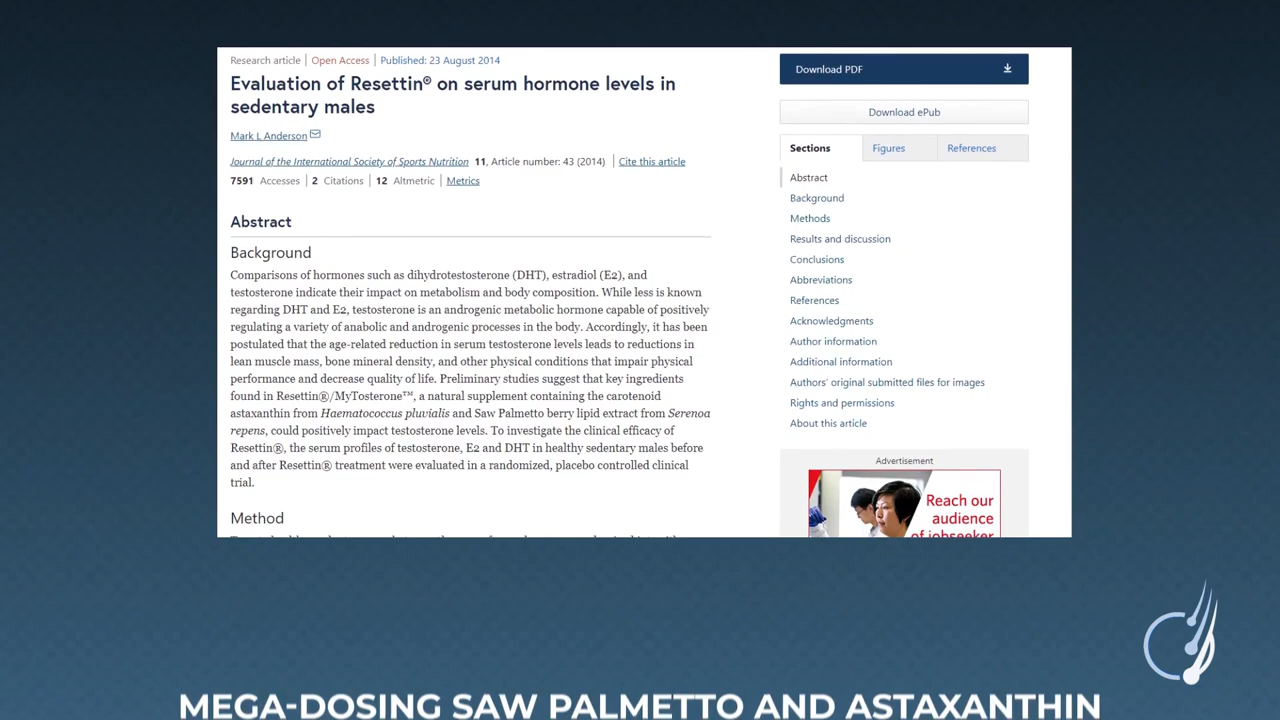 Research article | Open Access | Published: 23 August 2014
Evaluation of Resettin® on serum hormone levels in
sedentary males
Mark L Anderson
Journal of the International Society of Sports Nutrition 11, Article number: 43 (2014) | Cite this article
7591 Accesses | 2 Citations | 12 Altmetric | Metrics
Abstract
Background
Comparisons of hormones such as dihydrotestosterone (DHT), estradiol (E2), and
testosterone indicate their impact on metabolism and body composition. While less is known
regarding DHT and E2, testosterone is an androgenic metabolic hormone capable of positively
regulating a variety of anabolic and androgenic processes in the body. Accordingly, it has been
postulated that the age-related reduction in serum testosterone levels leads to reductions in
lean muscle mass, bone mineral density, and other physical conditions that impair physical
performance and decrease quality of life. Preliminary studies suggest that key ingredients
found in Resettin®/MyTosterone™, a natural supplement containing the carotenoid
astaxanthin from Haematococcus pluvialis and Saw Palmetto berry lipid extract from Serenoa
repens, could positively impact testosterone levels. To investigate the clinical efficacy of
Resettin®, the serum profiles of testosterone, E2 and DHT in healthy sedentary males before
and after Resettin® treatment were evaluated in a randomized, placebo controlled clinical
trial.
Method
Download PDF
Download ePub
Sections
Figures
References
Abstract
Background
Methods
Results and discussion
Conclusions
Abbreviations
References
Acknowledgments
Author information
Additional information
Authors' original submitted files for images
Rights and permissions
About this article
Advertisement
Reach our
audience
of jobseeker
MEGA-DOSING SAW PALMETTO AND ASTAXANTHIN